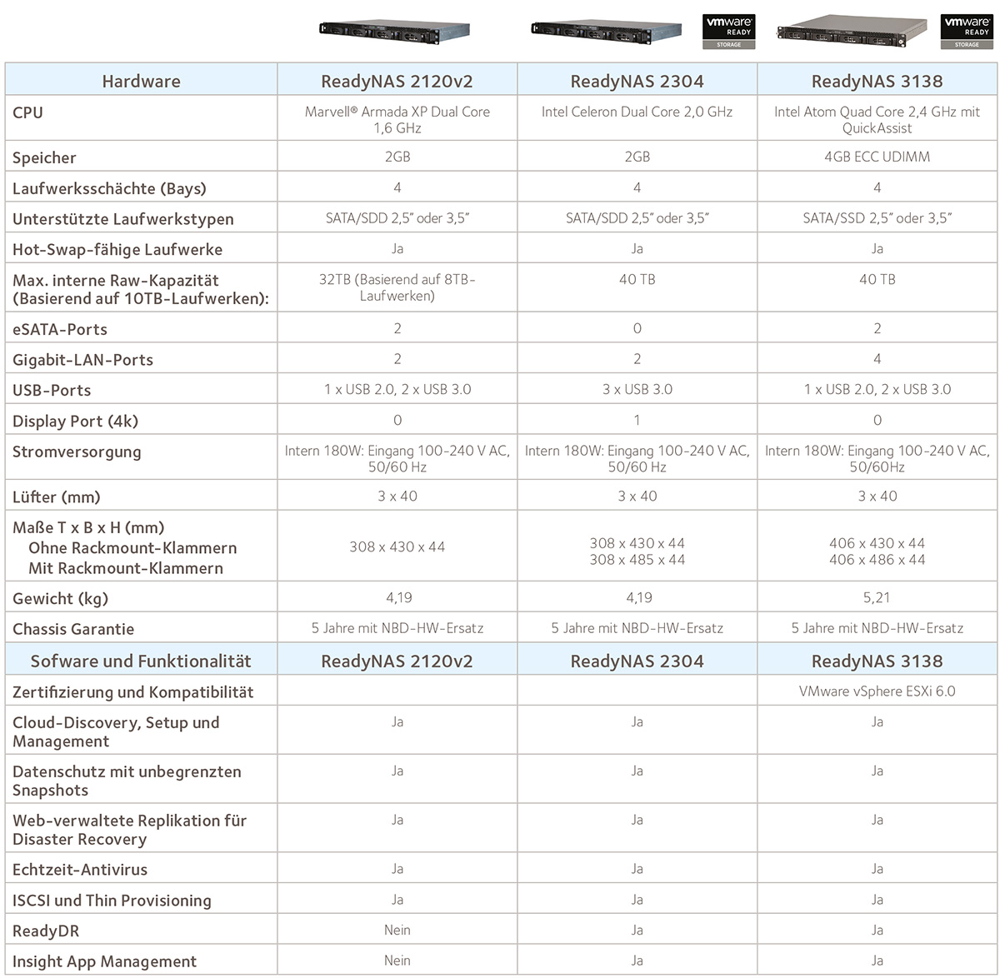 vmware® READY STORAGE
vmware® READY STORAGE
Hardware ReadyNAS 2120v2 ReadyNAS 2304 ReadyNAS 3138
CPU Marvell® Armada XP Dual Core Intel Celeron Dual Core 2,0 GHz Intel Atom Quad Core 2,4 GHz mit
1,6 GHz QuickAssist
Speicher 2GB 2GB 4GB ECC UDIMM
Laufwerksschächte (Bays) 4 4 4
Unterstützte Laufwerkstypen SATA/SDD 2,5” oder 3,5” SATA/SDD 2,5” oder 3,5” SATA/SSD 2,5” oder 3,5”
Hot-Swap-fähige Laufwerke Ja Ja Ja
Max. interne Raw-Kapazität 32TB (Basierend auf 8TB- 40 TB 40 TB
(Basierend auf 10TB-Laufwerken): Laufwerken)
eSATA-Ports 2 0 2
Gigabit-LAN-Ports 2 2 4
USB-Ports 1 x USB 2.0, 2 x USB 3.0 3 x USB 3.0 1 x USB 2.0, 2 x USB 3.0
Display Port (4k) 0 1 0
Stromversorgung Intern 180W: Eingang 100-240 V AC, Intern 180W: Eingang 100-240 V AC, Intern 180W: Eingang 100-240 V AC,
50/60 Hz 50/60 Hz 50/60Hz
Lüfter (mm) 3 x 40 3 x 40 3 x 40
Maße T x B x H (mm)
Ohne Rackmount-Klammern 308 x 430 x 44 308 x 430 x 44 406 x 430 x 44
Mit Rackmount-Klammern 308 x 485 x 44 406 x 486 x 44
Gewicht (kg) 4,19 4,19 5,21
Chassis Garantie 5 Jahre mit NBD-HW-Ersatz 5 Jahre mit NBD-HW-Ersatz 5 Jahre mit NBD-HW-Ersatz
Sofware und Funktionalität ReadyNAS 2120v2 ReadyNAS 2304 ReadyNAS 3138
Zertifizierung und Kompatibilität VMware vSphere ESXi 6.0
Cloud-Discovery, Setup und Ja Ja Ja
Management
Datenschutz mit unbegrenzten Ja Ja Ja
Snapshots
Web-verwaltete Replikation für Ja Ja Ja
Disaster Recovery
Echtzeit-Antivirus Ja Ja Ja
ISCSI und Thin Provisioning Ja Ja Ja
ReadyDR Nein Ja Ja
Insight App Management Nein Ja Ja